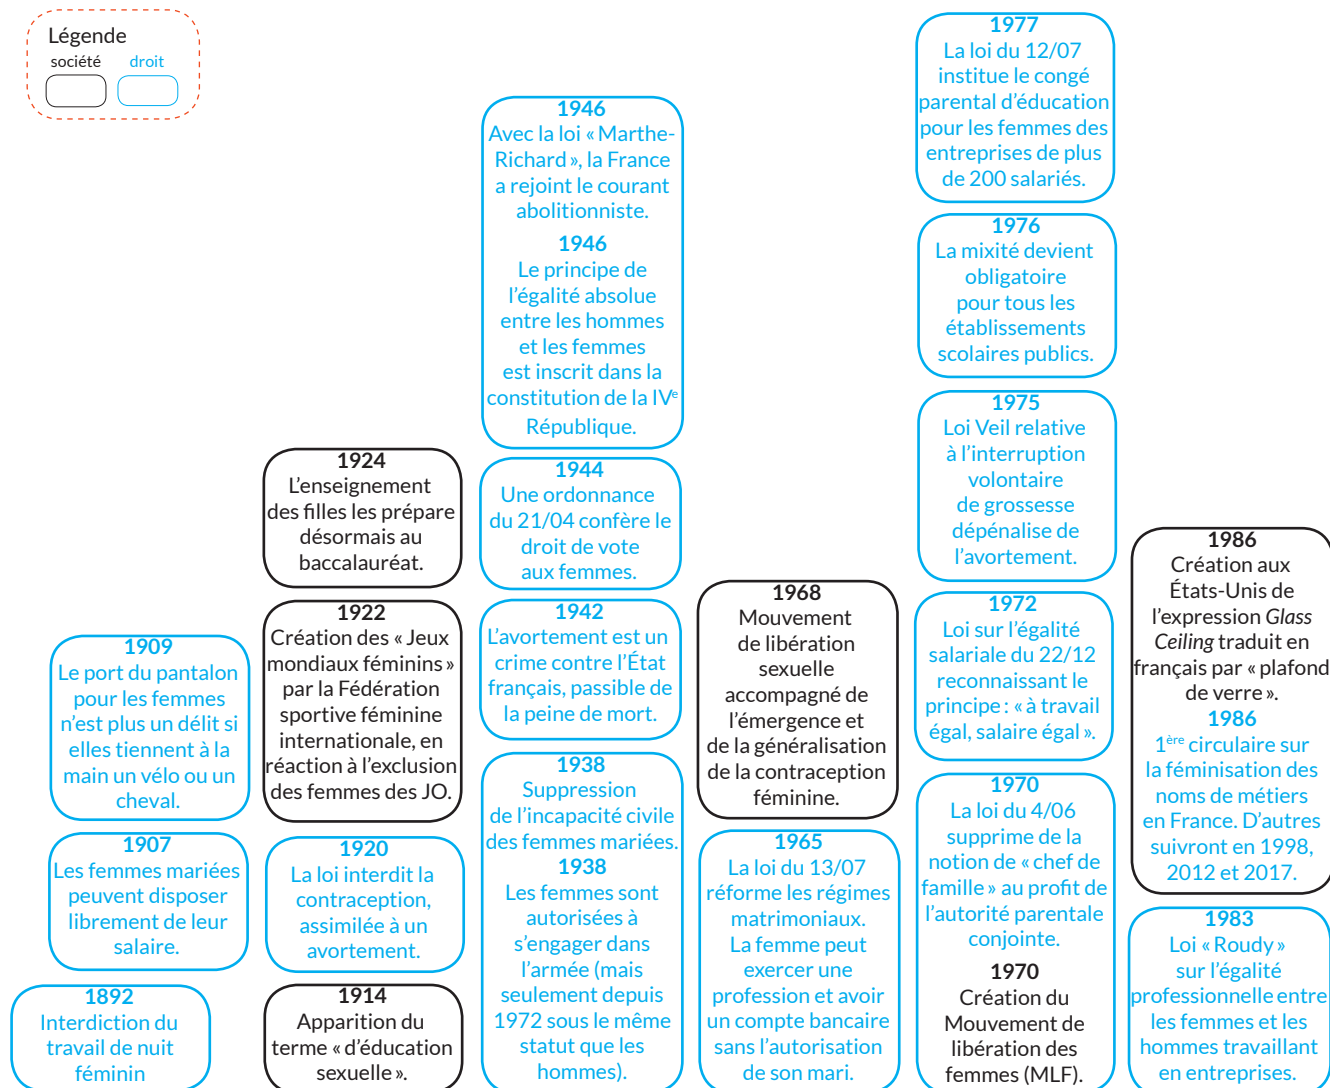 Légende
société
droit
1892
Interdiction du
travail de nuit
féminin
1907
Les femmes mariées
peuvent disposer
librement de leur
salaire.
1909
Le port du pantalon
pour les femmes
n'est plus un délit si
elles tiennent à la
main un vélo ou un
cheval.
1914
Apparition du
terme « d'éducation
sexuelle ».
1920
La loi interdit la
contraception,
assimilée à un
avortement.
1922
Création des « Jeux
mondiaux féminins »
par la Fédération
sportive féminine
internationale, en
réaction à l'exclusion
des femmes des JO.
1924
L'enseignement
des filles les prépare
désormais au
baccalauréat.
1938
Suppression
de l'incapacité civile
des femmes mariées.
1938
Les femmes sont
autorisées à
s'engager dans
l'armée (mais
seulement depuis
1972 sous le même
statut que les
hommes).
1942
L'avortement est un
crime contre l'État
français, passible de
la peine de mort.
1944
Une ordonnance
du 21/04 confère le
droit de vote
aux femmes.
1946
Avec la loi « Marthe-
Richard », la France
a rejoint le courant
abolitionniste.
1946
Le principe de
l'égalité absolue
entre les hommes
et les femmes
est inscrit dans la
constitution de la IVe
République.
1965
La loi du 13/07
réforme les régimes
matrimoniaux.
La femme peut
exercer une
profession et avoir
un compte bancaire
sans l'autorisation
de son mari.
1968
Mouvement
de libération
sexuelle
accompagné de
l'émergence et
de la généralisation
de la contraception
féminine.
1970
La loi du 4/06
supprime de la
notion de « chef de
famille » au profit de
l'autorité parentale
conjointe.
1970
Création du
Mouvement de
libération des
femmes (MLF).
1972
Loi sur l'égalité
salariale du 22/12
reconnaissant le
principe : « à travail
égal, salaire égal ».
1975
Loi Veil relative
à l'interruption
volontaire
de grossesse
dépénalise de
l'avortement.
1976
La mixité devient
obligatoire
pour tous les
établissements
scolaires publics.
1977
La loi du 12/07
institue le congé
parental d'éducation
pour les femmes des
entreprises de plus
de 200 salariés.
1983
Loi « Roudy »
sur l'égalité
professionnelle entre
les femmes et les
hommes travaillant
en entreprises.
1986
Création aux
États-Unis de
l'expression Glass
Ceiling traduit en
français par « plafond
de verre ».
1986
1ère circulaire sur
la féminisation des
noms de métiers
en France. D'autres
suivront en 1998,
2012 et 2017.